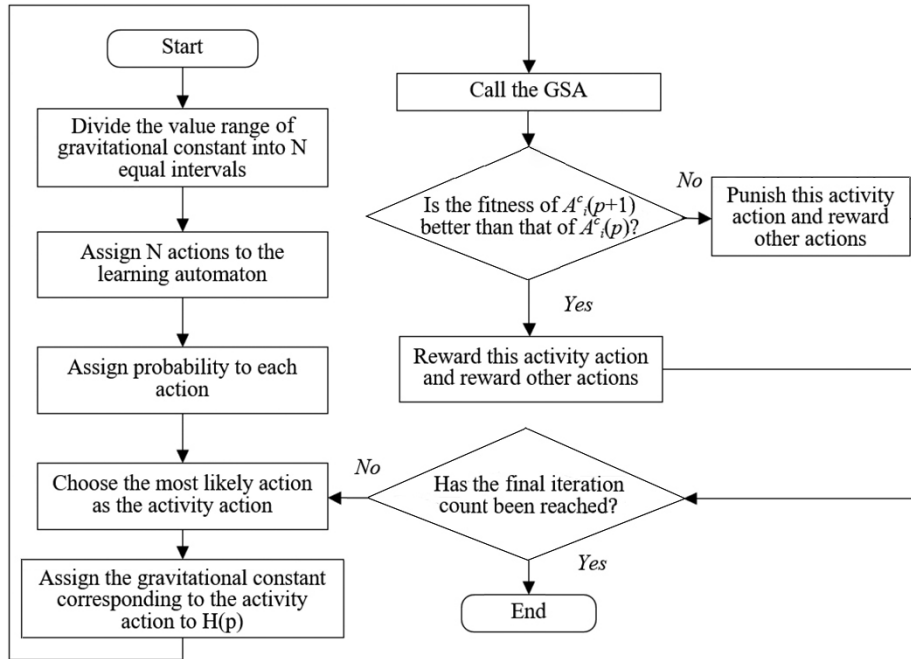 Start
Divide the value range of
gravitational constant into N
equal intervals
Assign N actions to the
learning automaton
Assign probability to each
action
Choose the most likely action
as the activity action
Assign the gravitational constant
corresponding to the activity
action to H(p)
Call the GSA
Is the fitness of Aᶜᵢ(p+1)
better than that of Aᶜᵢ(p)?
No
Punish this activity
action and reward
other actions
Yes
Reward this activity action
and reward other actions
No
Has the final iteration
count been reached?
Yes
End